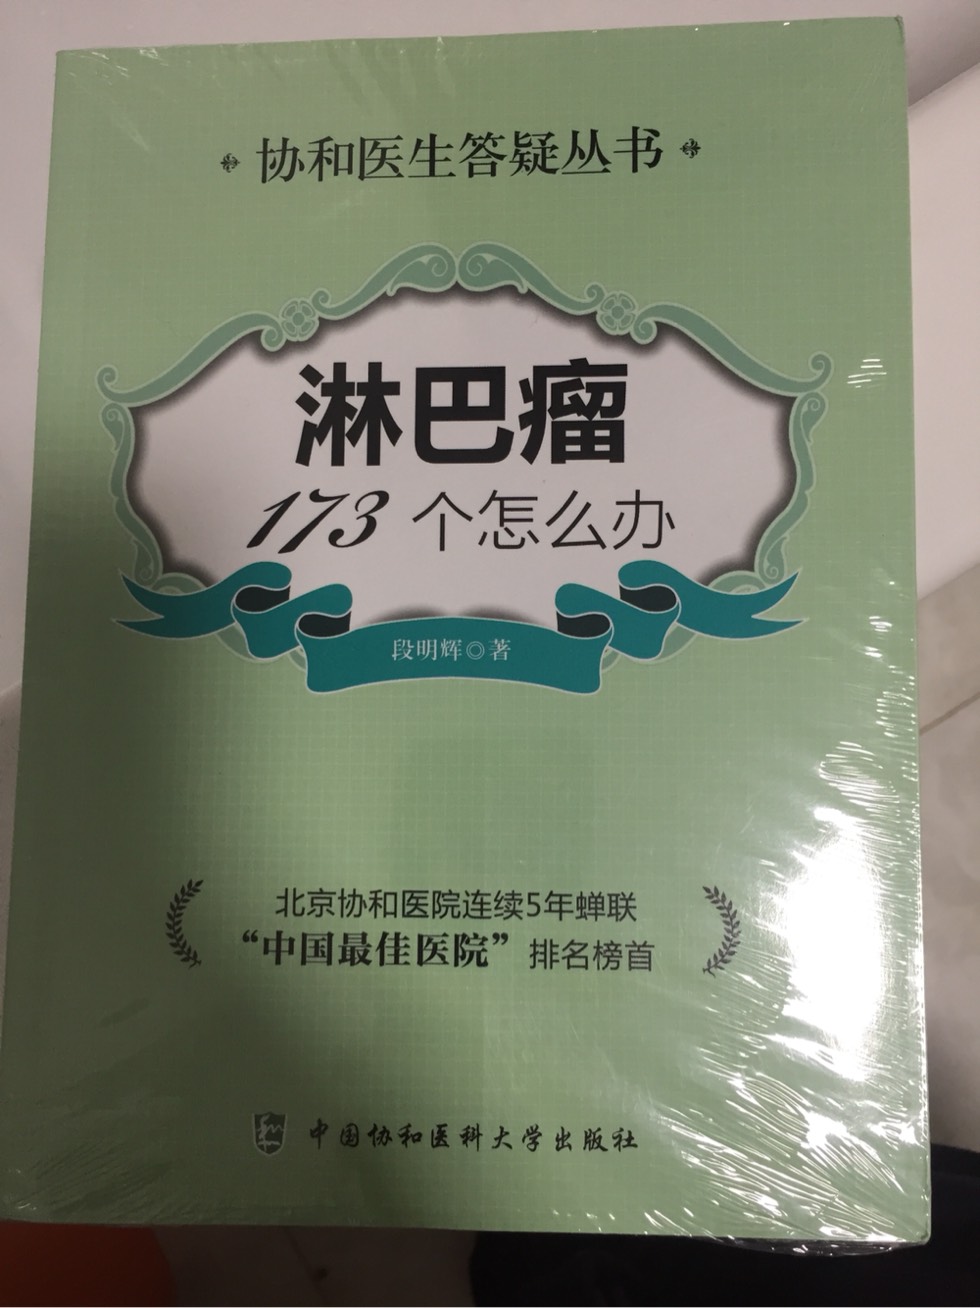 协和医生答疑丛书
淋巴瘤
173 个怎么办
段明辉◎著
北京协和医院连续5年蝉联
“中国最佳医院” 排名榜首
中国协和医科大学出版社